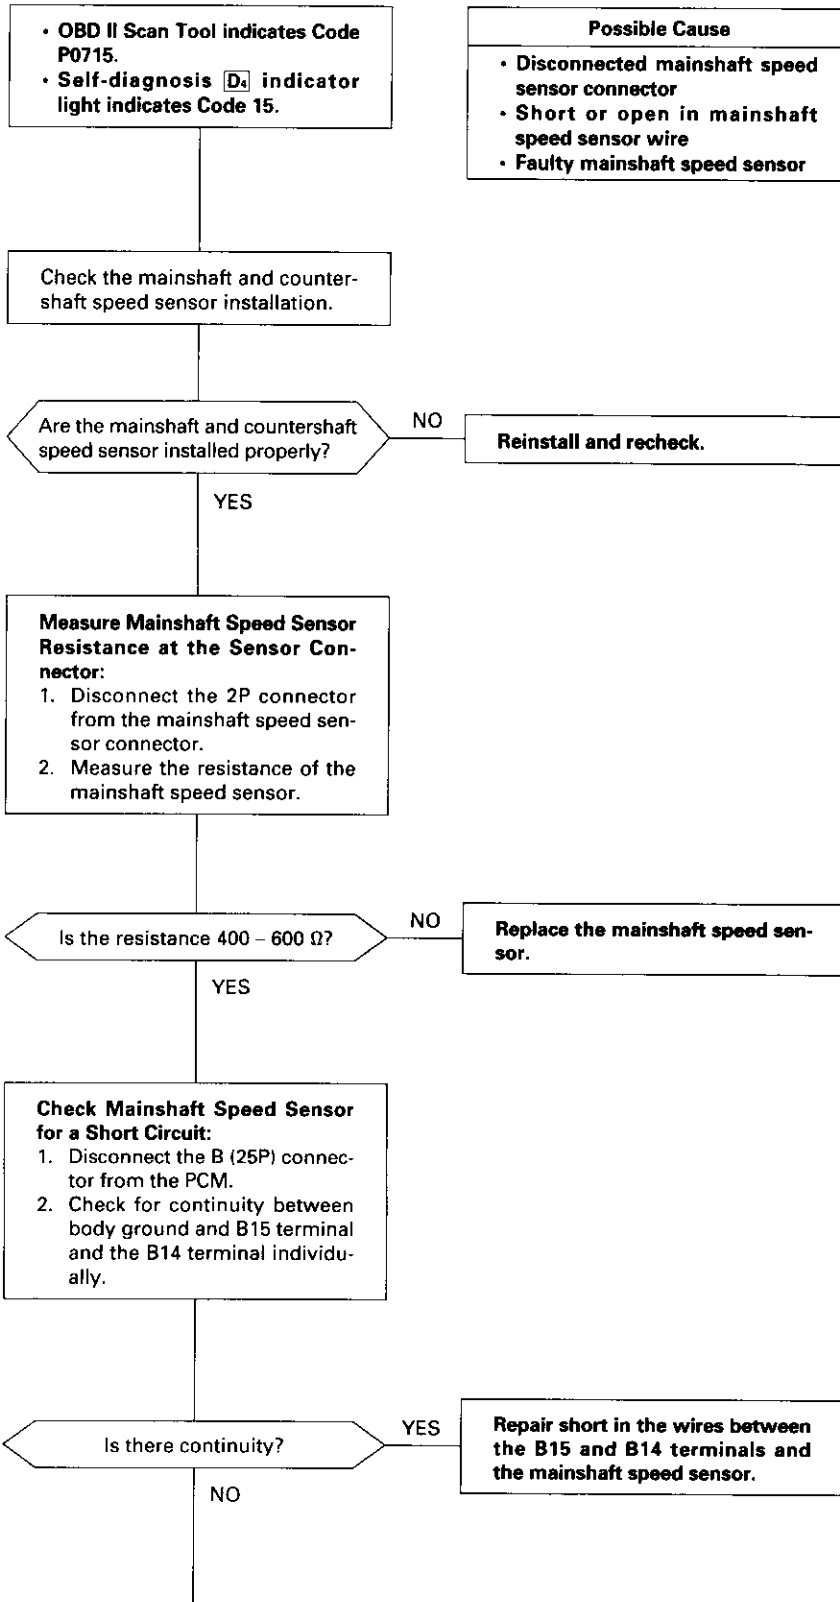 • OBD II Scan Tool indicates Code
P0715.
• Self-diagnosis D4 indicator
light indicates Code 15.
Possible Cause
• Disconnected mainshaft speed
sensor connector
• Short or open in mainshaft
speed sensor wire
• Faulty mainshaft speed sensor
Check the mainshaft and counter-
shaft speed sensor installation.
Are the mainshaft and countershaft
speed sensor installed properly?
NO
Reinstall and recheck.
YES
Measure Mainshaft Speed Sensor
Resistance at the Sensor Con-
nector:
1. Disconnect the 2P connector
from the mainshaft speed sen-
sor connector.
2. Measure the resistance of the
mainshaft speed sensor.
Is the resistance 400 – 600 Ω?
NO
Replace the mainshaft speed sen-
sor.
YES
Check Mainshaft Speed Sensor
for a Short Circuit:
1. Disconnect the B (25P) connec-
tor from the PCM.
2. Check for continuity between
body ground and B15 terminal
and the B14 terminal individu-
ally.
Is there continuity?
YES
Repair short in the wires between
the B15 and B14 terminals and
the mainshaft speed sensor.
NO